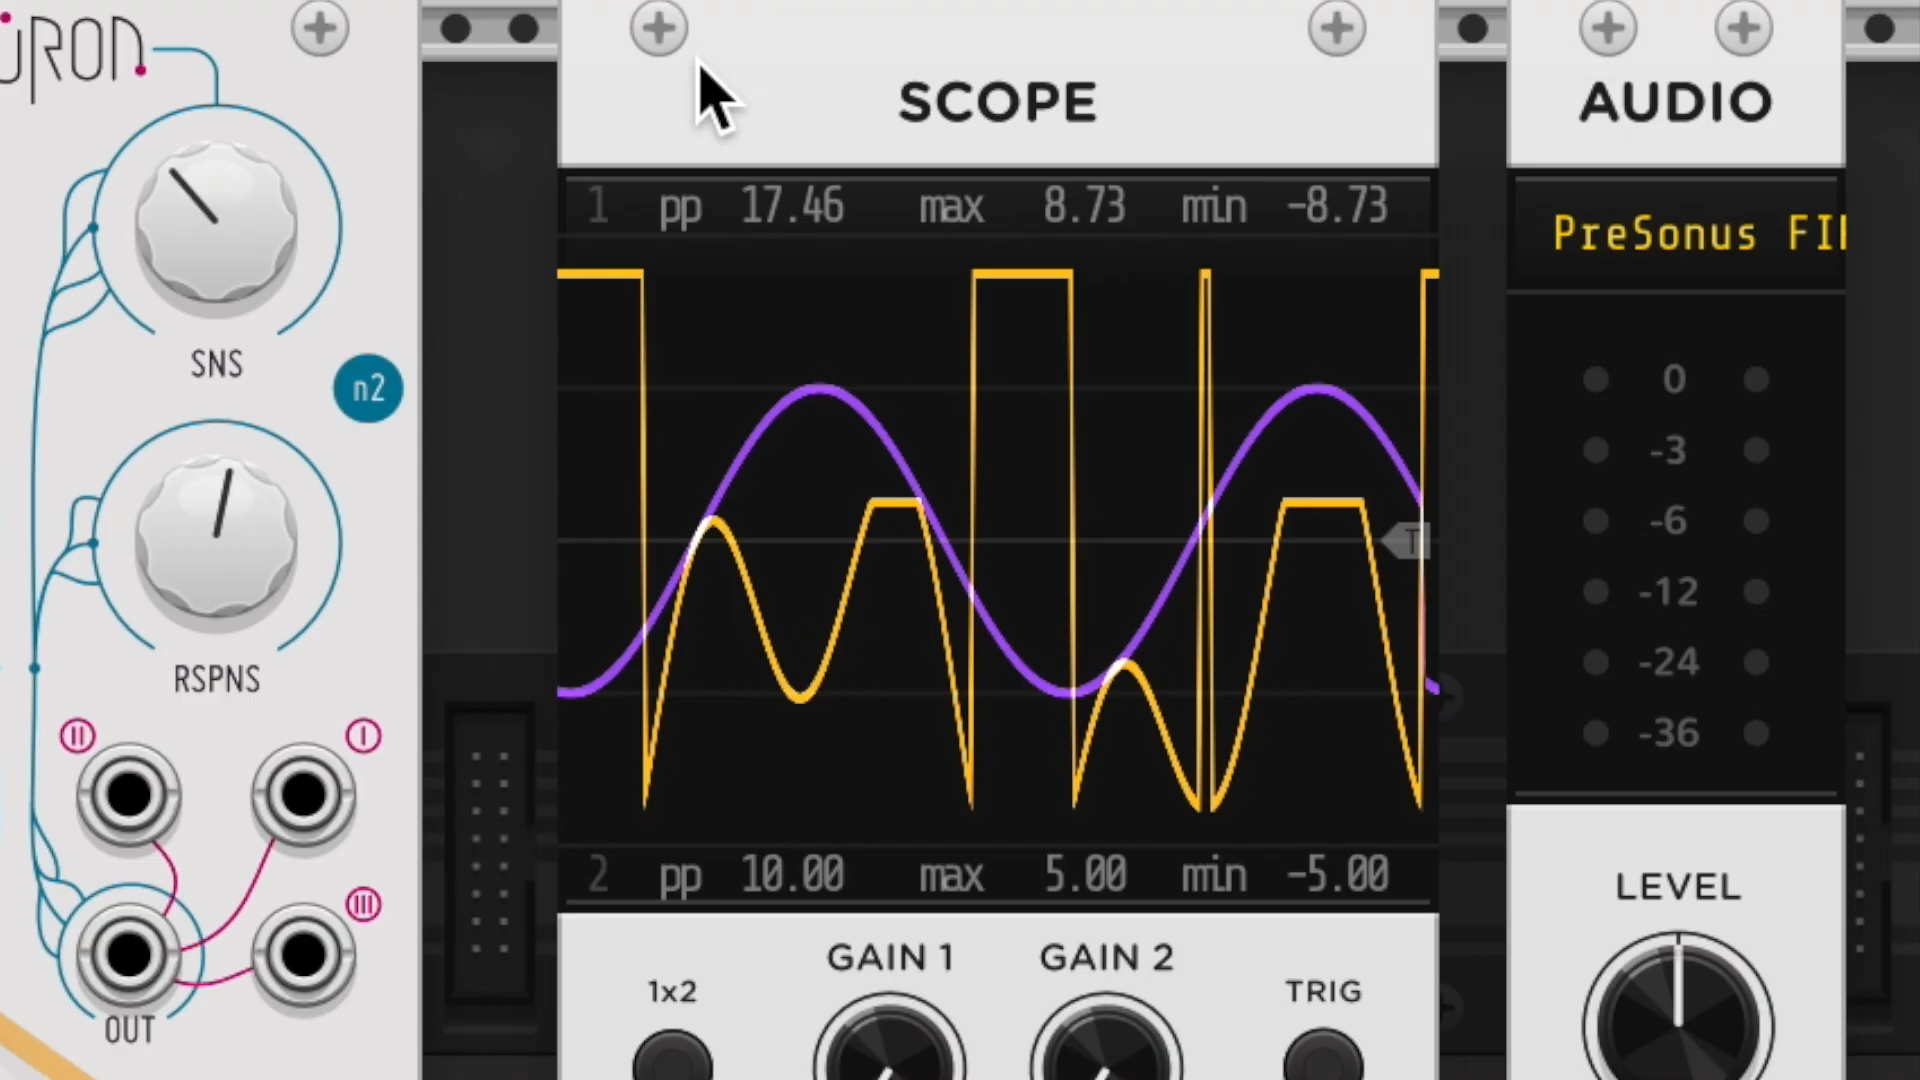 SCOPE
AUDIO
1 pp 17.46 max 8.73 min -8.73
PreSonus
SNS
n2
T
0
-3
-6
-12
-24
-36
RSPNS
II
I
2 pp 10.00 max 5.00 min -5.00
LEVEL
III
GAIN 1
GAIN 2
1x2
TRIG
OUT